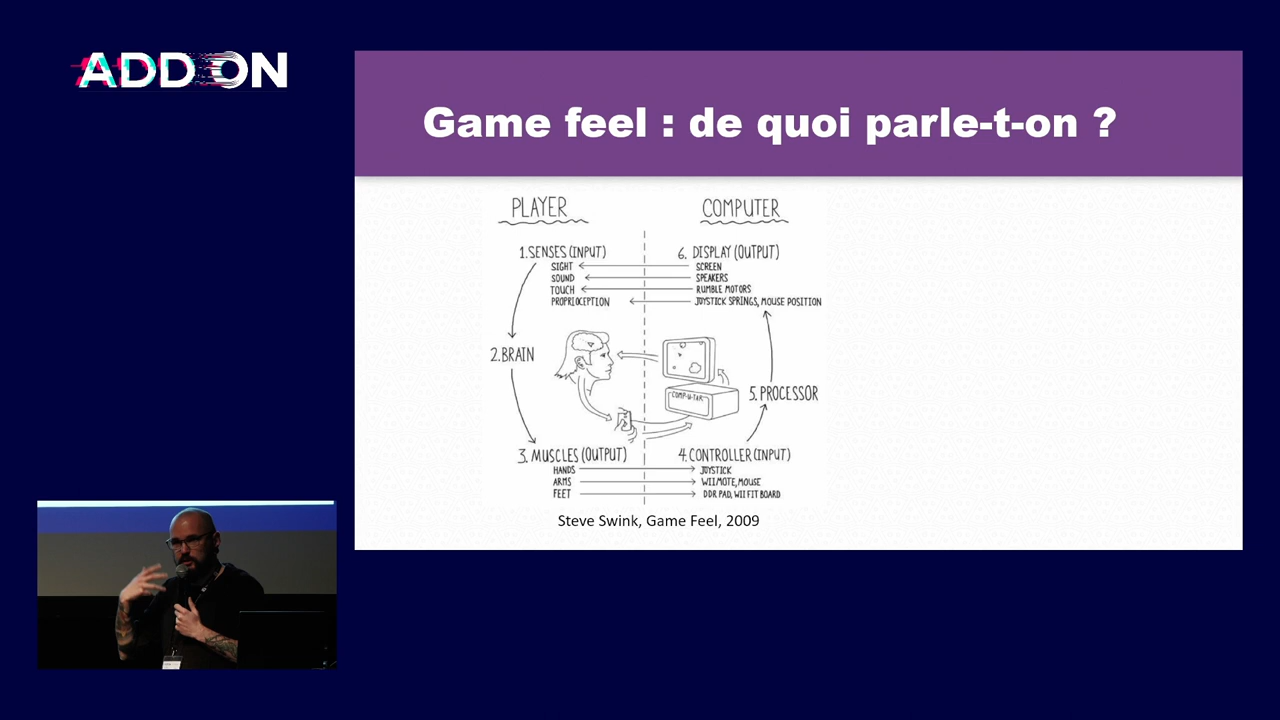 ADD ON
Game feel : de quoi parle-t-on ?
PLAYER
COMPUTER
1. SENSES (INPUT)
SIGHT
SOUND
TOUCH
PROPRIOCEPTION
6. DISPLAY (OUTPUT)
SCREEN
SPEAKERS
RUMBLE MOTORS
JOYSTICK SPRINGS, MOUSE POSITION
2. BRAIN
COMP-U-TAR
5. PROCESSOR
3. MUSCLES (OUTPUT)
HANDS
ARMS
FEET
4. CONTROLLER (INPUT)
JOYSTICK
WIIMOTE, MOUSE
DDR PAD, WII FIT BOARD
Steve Swink, Game Feel, 2009